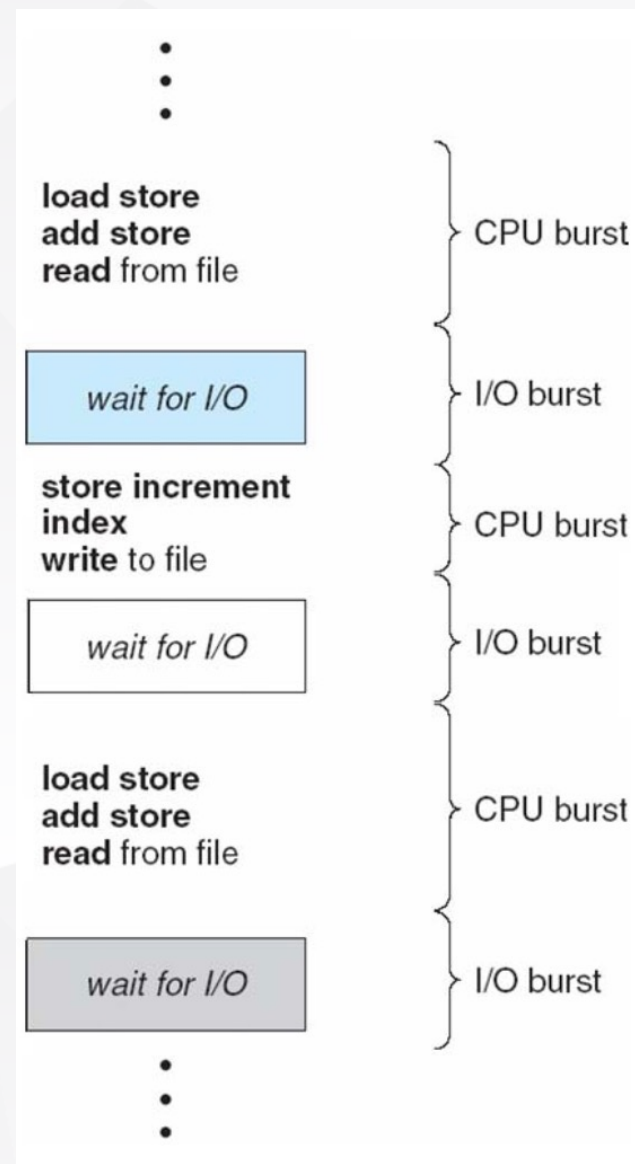 load store
add store
read from file
CPU burst
wait for I/O
I/O burst
store increment
index
write to file
CPU burst
wait for I/O
I/O burst
load store
add store
read from file
CPU burst
wait for I/O
I/O burst